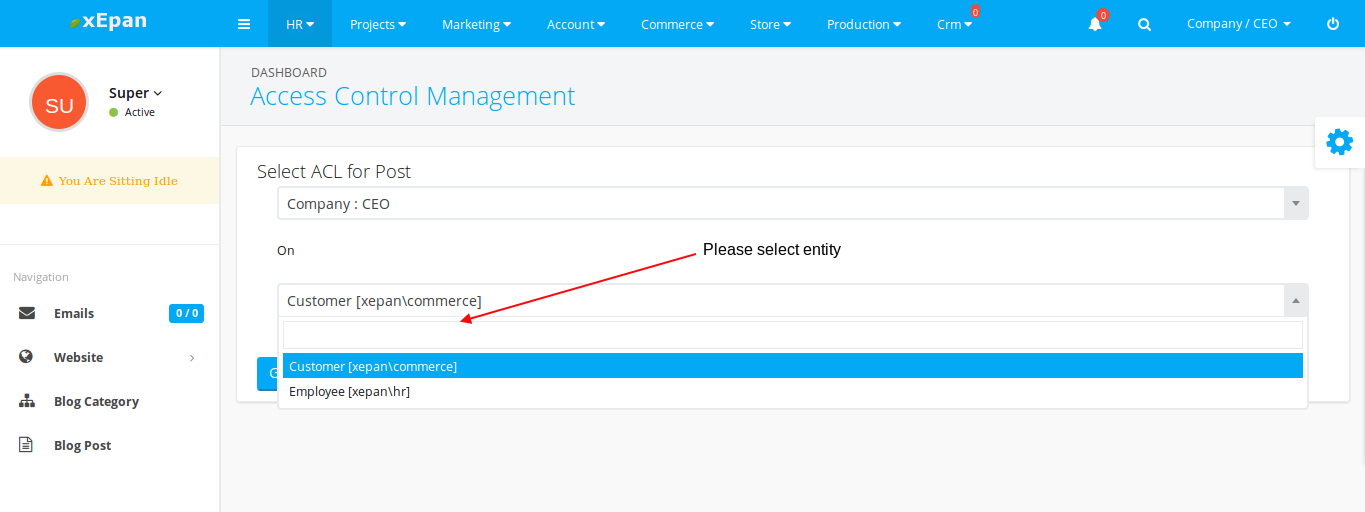 xEpan
HR
Projects
Marketing
Account
Commerce
Store
Production
Crm
0
0
Company / CEO
SU
Super
Active
You Are Sitting Idle
Navigation
Emails
0 / 0
Website
Blog Category
Blog Post
DASHBOARD
Access Control Management
Select ACL for Post
Company : CEO
On
Please select entity
Customer [xepan\commerce]
Customer [xepan\commerce]
Employee [xepan\hr]